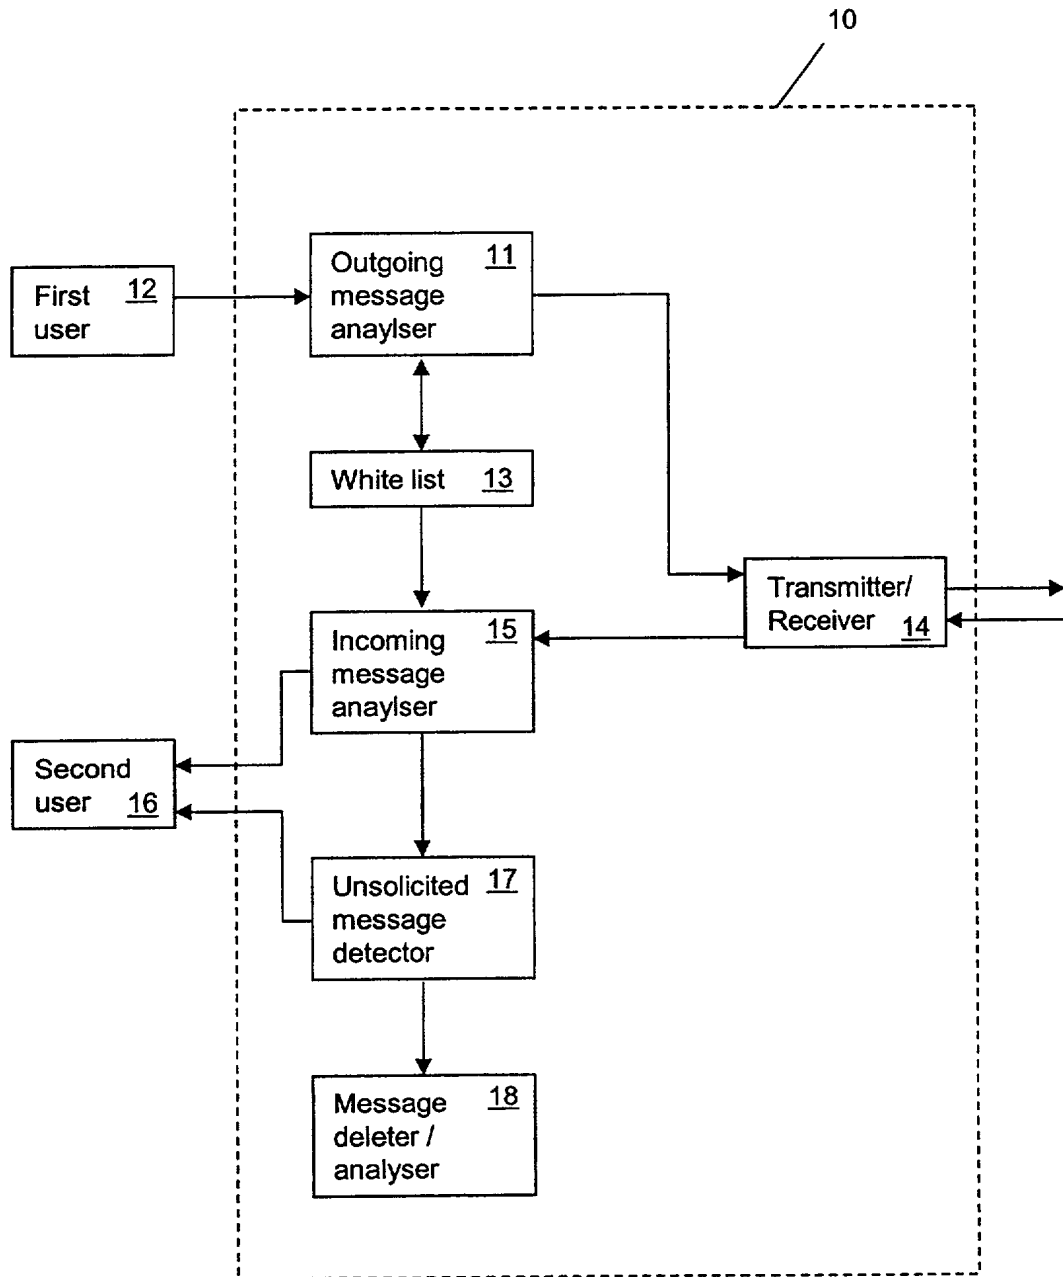 10
Outgoing 11
message
anaylser
First 12
user
White list 13
Transmitter/
Receiver 14
Incoming 15
message
anaylser
Second
user 16
Unsolicited 17
message
detector
Message 18
deleter /
analyser